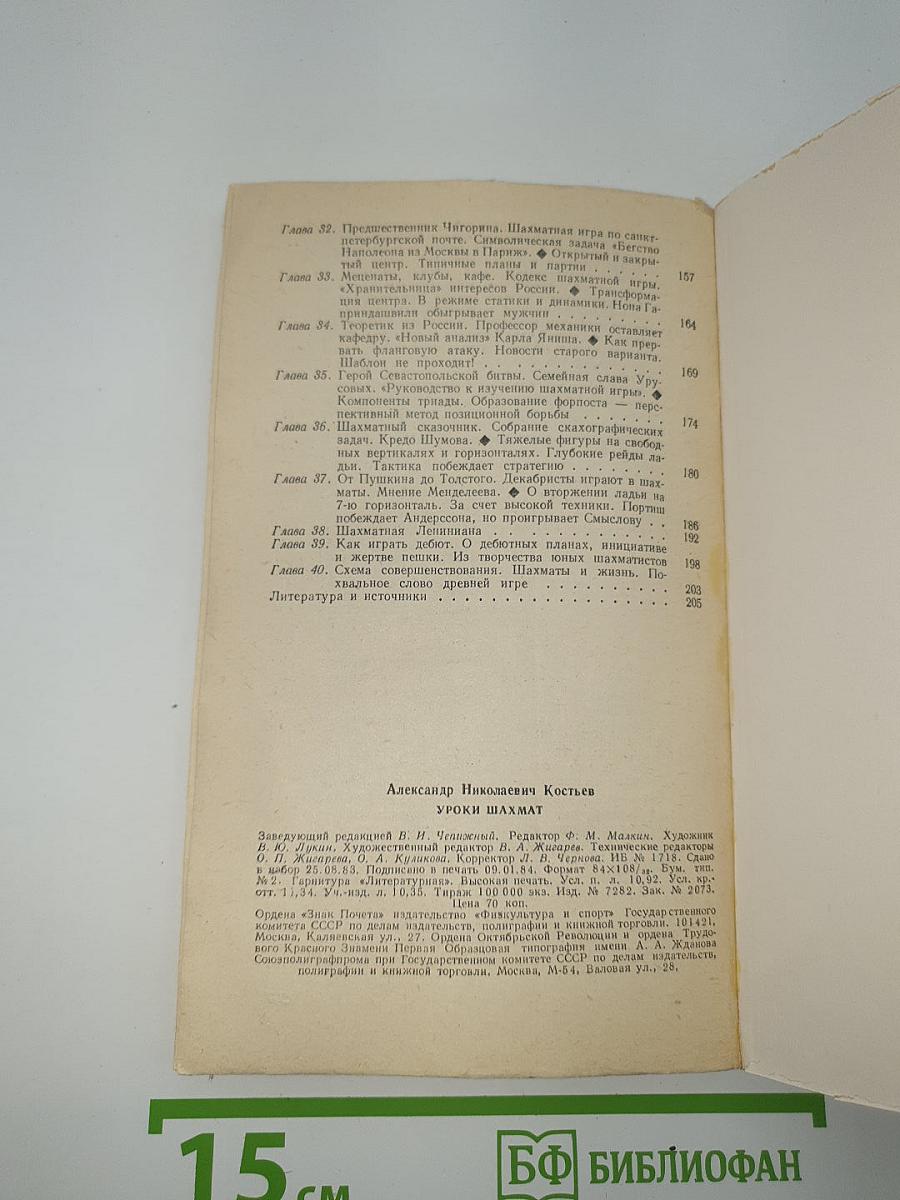 Глава 32. Предшественник Чигорина. Шахматная игра по санкт-
петербургской почте. Символическая задача «Бегство
Наполеона из Москвы в Париж». ◆ Открытый и закры-
тый центр. Типичные планы и партии . . . . . . 157
Глава 33. Меценаты, клубы, кафе. Кодекс шахматной игры.
«Хранительница» интересов России. ◆ Трансформа-
ция центра. В режиме статики и динамики. Нона Га-
приндашвили обыгрывает мужчин . . . . . . . . . 164
Глава 34. Теоретик из России. Профессор механики оставляет
кафедру. «Новый анализ» Карла Яниша. ◆ Как прер-
вать фланговую атаку. Новости старого варианта.
Шаблон не проходит! . . . . . . . . . . . . . 169
Глава 35. Герой Севастопольской битвы. Семейная слава Уру-
совых. «Руководство к изучению шахматной игры». ◆
Компоненты триады. Образование форпоста — перс-
пективный метод позиционной борьбы . . . . . . 174
Глава 36. Шахматный сказочник. Собрание скахографических
задач. Кредо Шумова. ◆ Тяжелые фигуры на свобод-
ных вертикалях и горизонталях. Глубокие рейды ла-
дьи. Тактика побеждает стратегию . . . . . . . . 180
Глава 37. От Пушкина до Толстого. Декабристы играют в шах-
маты. Мнение Менделеева. ◆ О вторжении ладьи на
7-ю горизонталь. За счет высокой техники. Портиш
побеждает Андерссона, но проигрывает Смыслову . . 186
Глава 38. Шахматная Лениниана . . . . . . . . . . . . 192
Глава 39. Как играть дебют. О дебютных планах, инициативе
и жертве пешки. Из творчества юных шахматистов 198
Глава 40. Схема совершенствования. Шахматы и жизнь. По-
хвальное слово древней игре . . . . . . . . . . 203
Литература и источники . . . . . . . . . . . . . . . . . 205
Александр Николаевич Костьев
УРОКИ ШАХМАТ
Заведующий редакцией В. И. Чепижный. Редактор Ф. М. Малкин. Художник
В. Ю. Лукин. Художественный редактор В. А. Жигарев. Технические редакторы
О. П. Жигарева, О. А. Куликова. Корректор Л. В. Чернова. ИБ № 1718. Сдано
в набор 25.08.83. Подписано в печать 09.01.84. Формат 84×108/32. Бум. тип.
№ 2. Гарнитура «Литературная». Высокая печать. Усл. п. л. 10,92. Усл. кр.-
отт. 11,34. Уч.-изд. л. 10,35. Тираж 100 000 экз. Изд. № 7282. Зак. № 2073.
Цена 70 коп.
Ордена «Знак Почета» издательство «Физкультура и спорт» Государственного
комитета СССР по делам издательств, полиграфии и книжной торговли. 101421,
Москва, Каляевская ул., 27. Ордена Октябрьской Революции и ордена Трудо-
вого Красного Знамени Первая Образцовая типография имени А. А. Жданова
Союзполиграфпрома при Государственном комитете СССР по делам издательств,
полиграфии и книжной торговли. Москва, М-54, Валовая ул., 28.
15 см
БФ БИБЛИОФАН